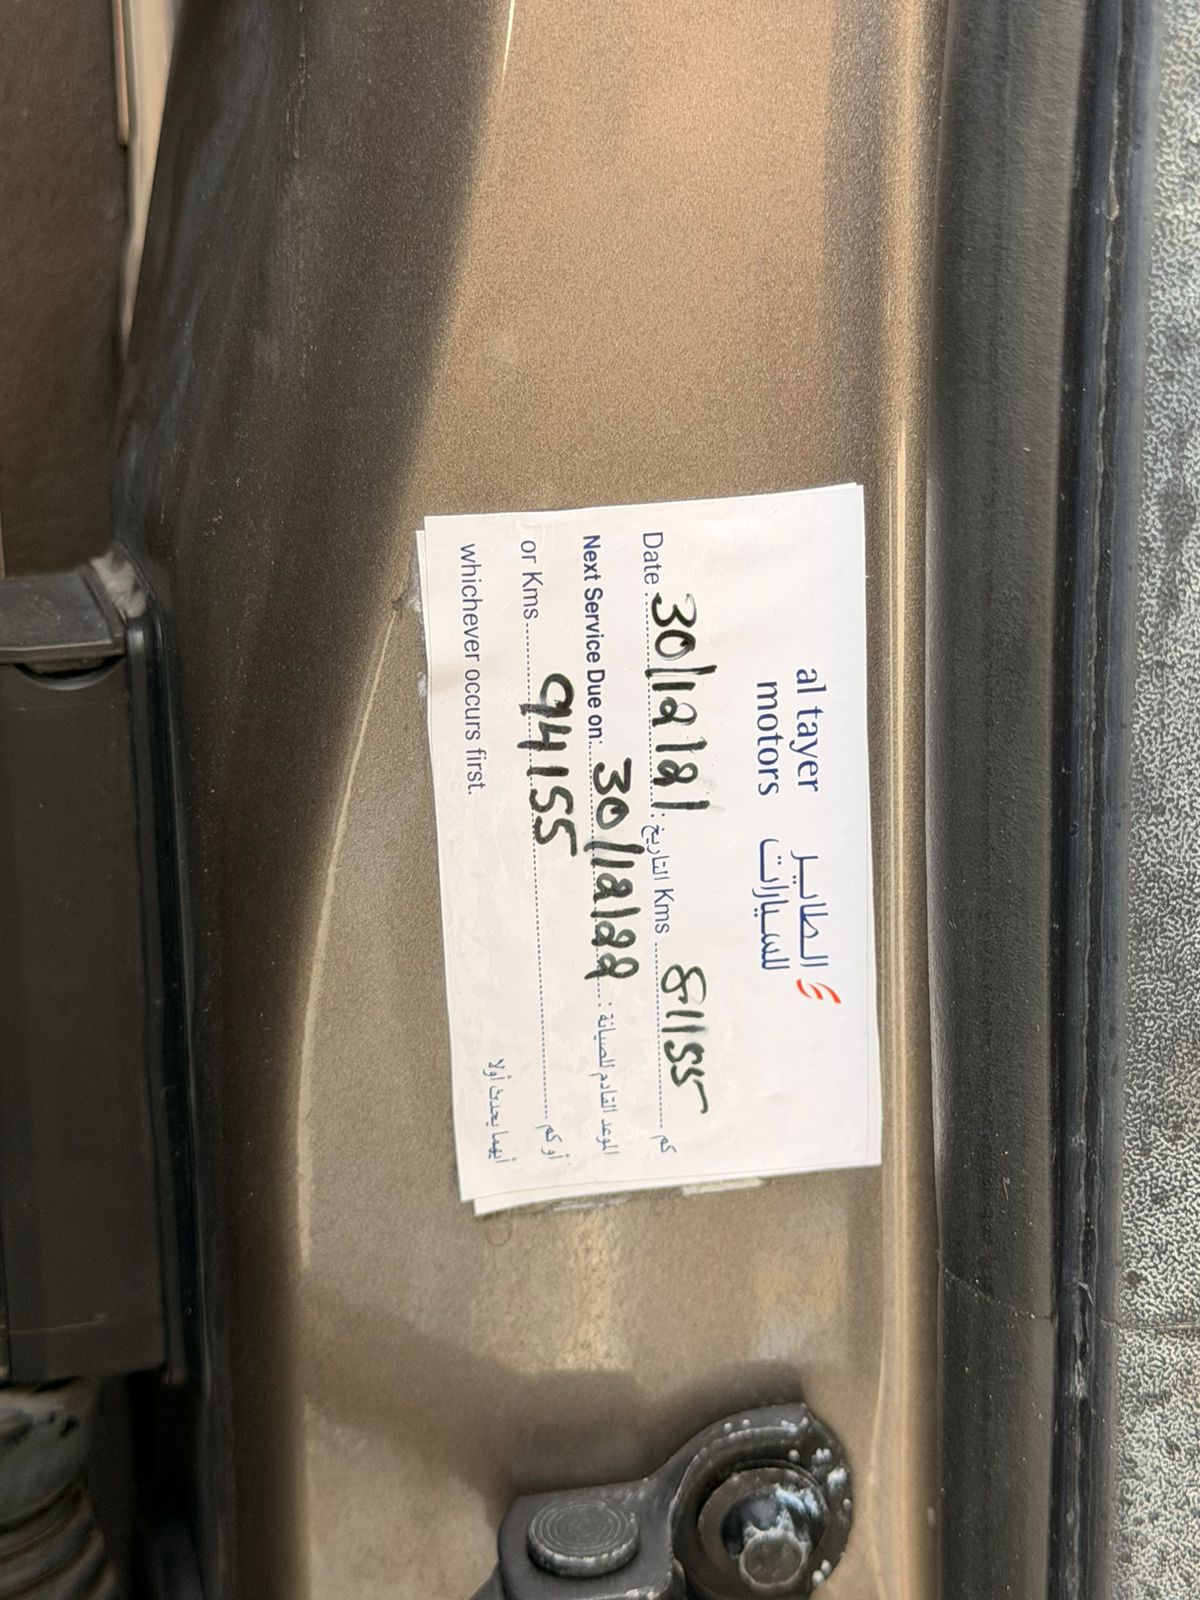 al tayer الطاير
motors للسيارات
Date 30/12/21 : التاريخ Kms 81155 كم
Next Service Due on: 30/12/22 : الموعد القادم للصيانة
or Kms 94155 أو كم
whichever occurs first. أيهما يحدث أولا